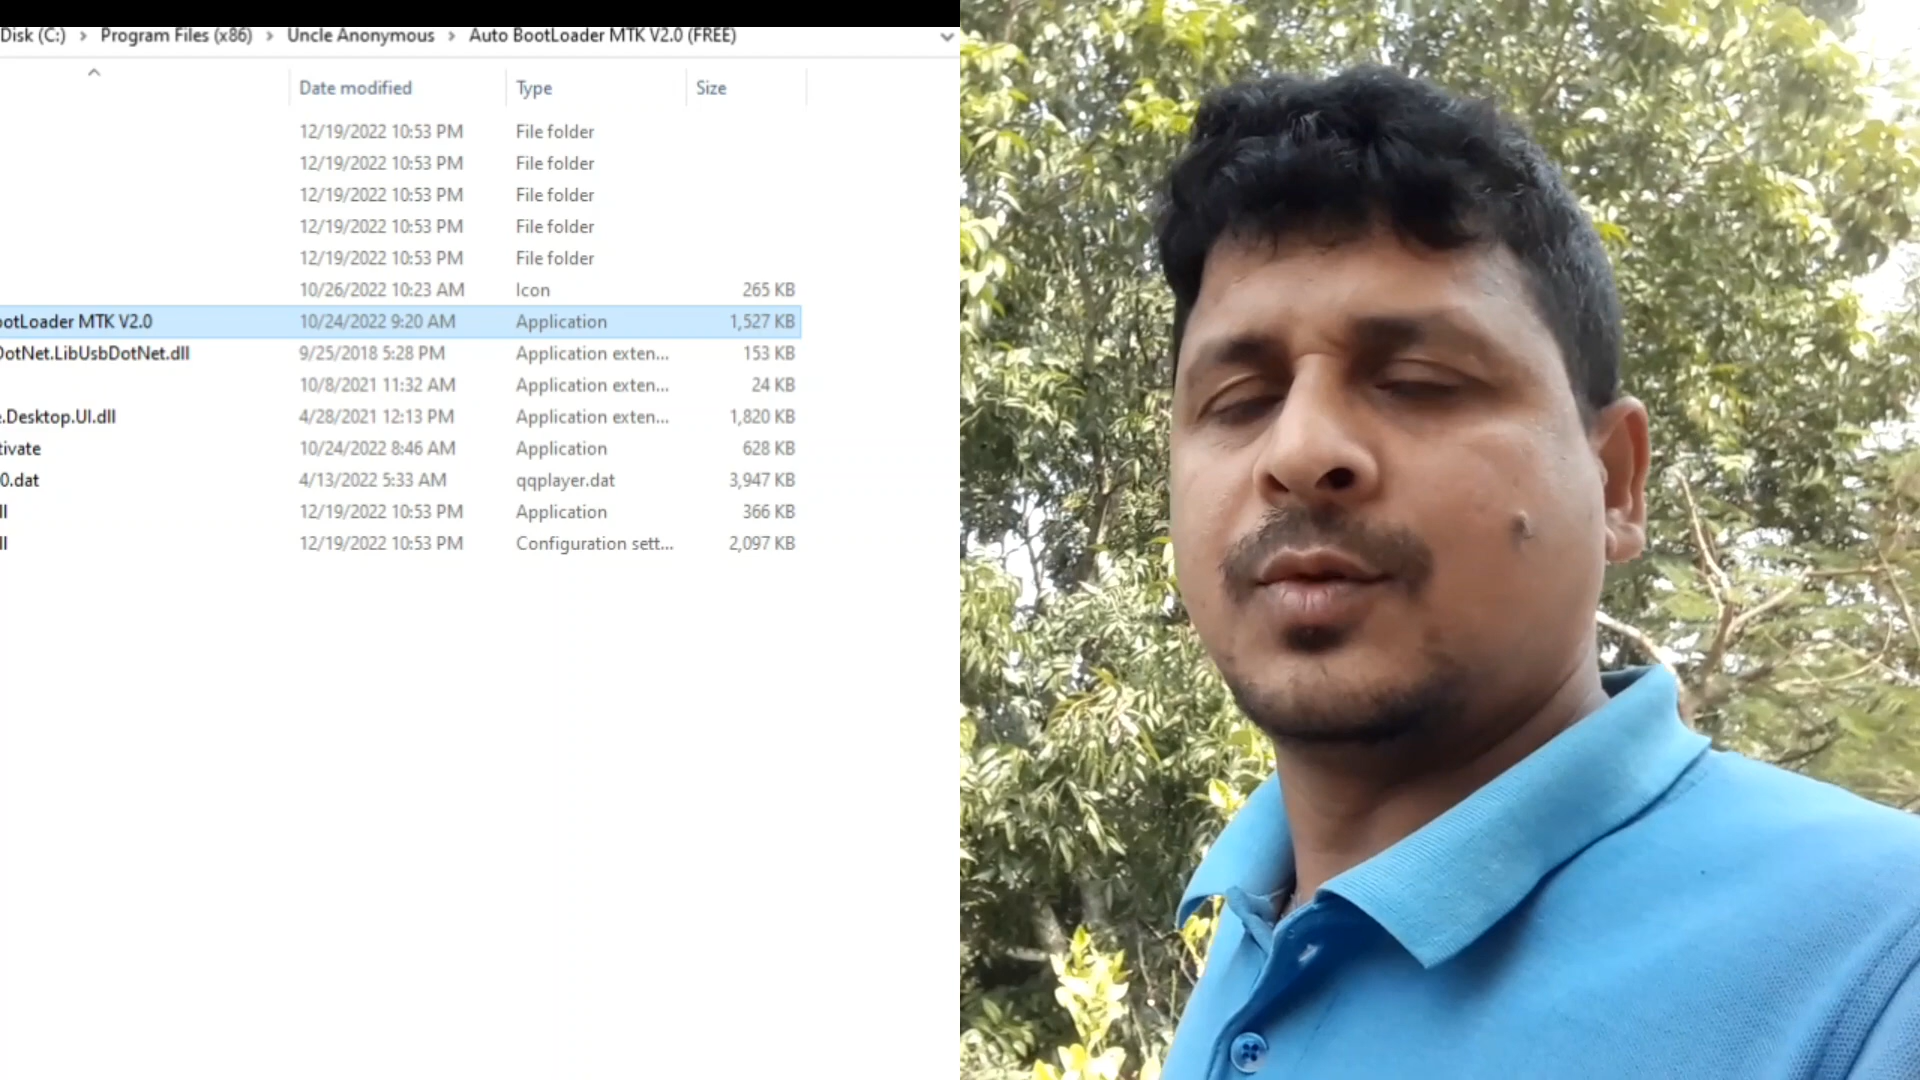 Disk (C:) › Program Files (x86) › Uncle Anonymous › Auto BootLoader MTK V2.0 (FREE)
Date modified Type Size
12/19/2022 10:53 PM File folder
12/19/2022 10:53 PM File folder
12/19/2022 10:53 PM File folder
12/19/2022 10:53 PM File folder
12/19/2022 10:53 PM File folder
10/26/2022 10:23 AM Icon 265 KB
ootLoader MTK V2.0 10/24/2022 9:20 AM Application 1,527 KB
DotNet.LibUsbDotNet.dll 9/25/2018 5:28 PM Application exten... 153 KB
10/8/2021 11:32 AM Application exten... 24 KB
e.Desktop.UI.dll 4/28/2021 12:13 PM Application exten... 1,820 KB
tivate 10/24/2022 8:46 AM Application 628 KB
0.dat 4/13/2022 5:33 AM qqplayer.dat 3,947 KB
ll 12/19/2022 10:53 PM Application 366 KB
ll 12/19/2022 10:53 PM Configuration sett... 2,097 KB